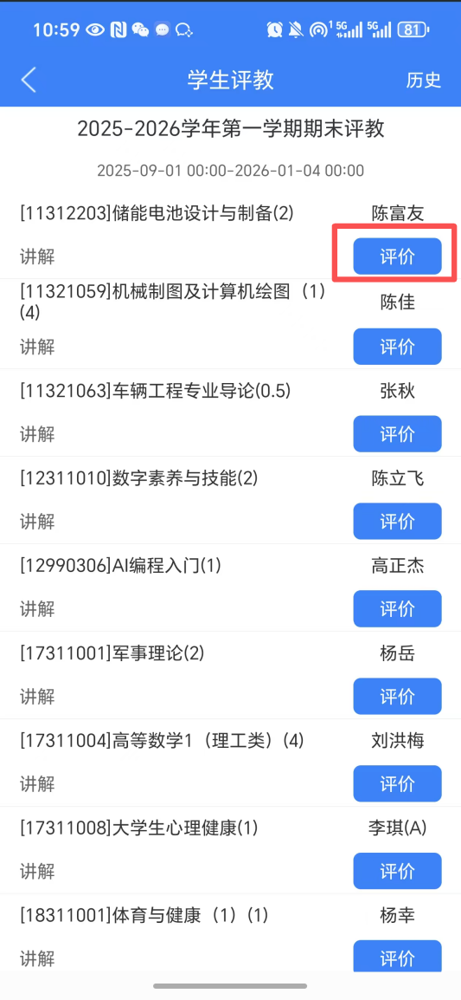 10:59 1 5G 5G 81
学生评教 历史
2025-2026学年第一学期期末评教
2025-09-01 00:00-2026-01-04 00:00
[11312203]储能电池设计与制备(2) 陈富友
讲解 评价
[11321059]机械制图及计算机绘图（1）
(4) 陈佳
讲解 评价
[11321063]车辆工程专业导论(0.5) 张秋
讲解 评价
[12311010]数字素养与技能(2) 陈立飞
讲解 评价
[12990306]AI编程入门(1) 高正杰
讲解 评价
[17311001]军事理论(2) 杨岳
讲解 评价
[17311004]高等数学1（理工类）(4) 刘洪梅
讲解 评价
[17311008]大学生心理健康(1) 李琪(A)
讲解 评价
[18311001]体育与健康（1）(1) 杨幸
讲解 评价